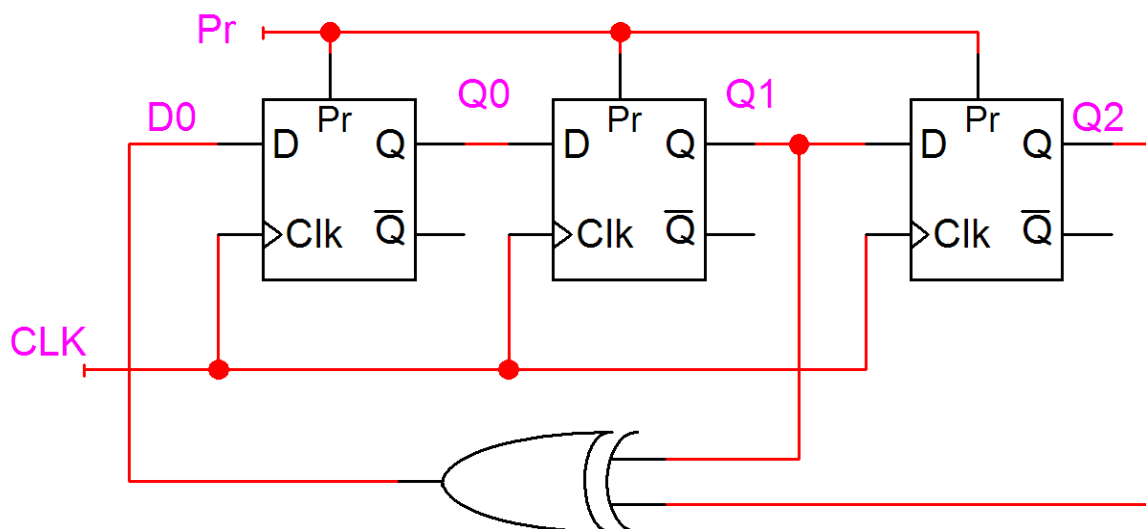 Pr
D0 Pr Q0 Pr Q1 Pr Q2
D Q D Q D Q
Clk Q̅ Clk Q̅ Clk Q̅
CLK